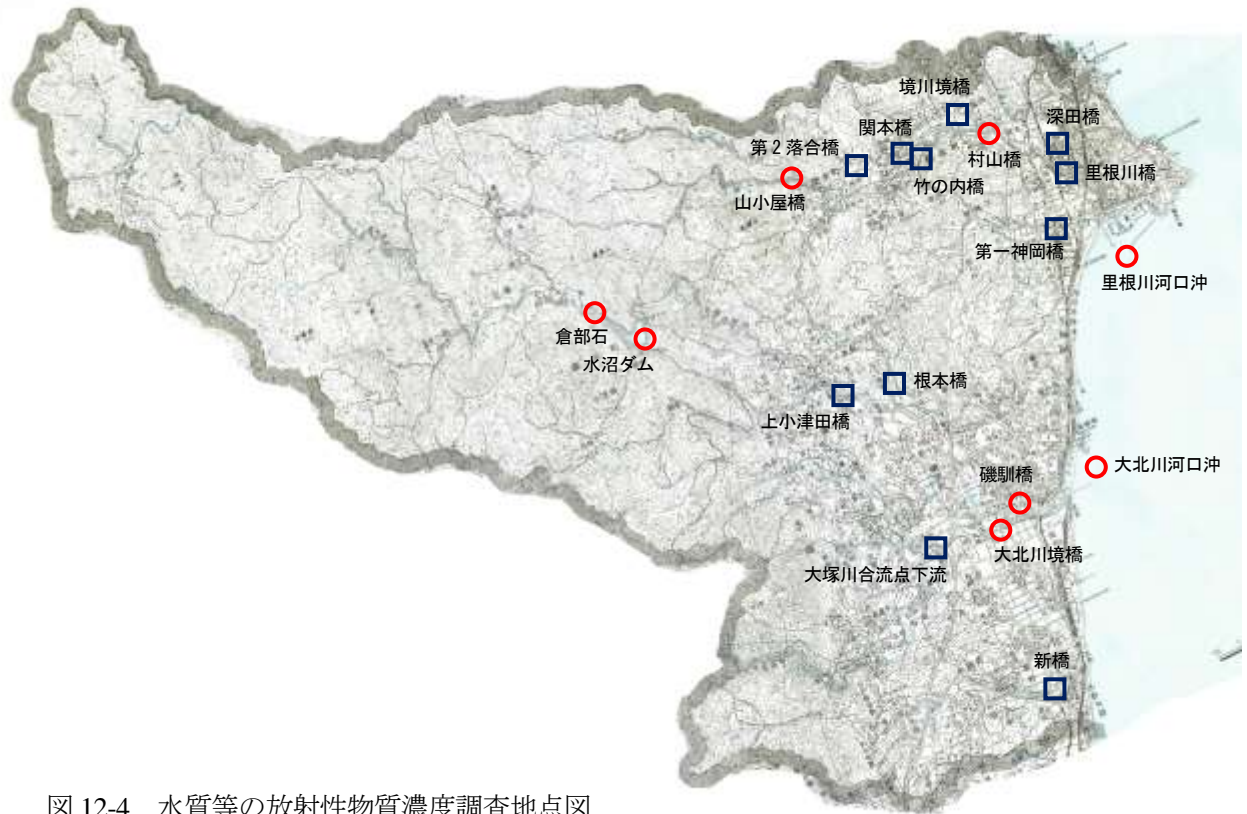 境川境橋
深田橋
関本橋
第2落合橋
村山橋
竹の内橋
里根川橋
山小屋橋
第一神岡橋
里根川河口沖
倉部石
水沼ダム
根本橋
上小津田橋
大北川河口沖
磯馴橋
大北川境橋
大塚川合流点下流
新橋
図 12-4 水質等の放射性物質濃度調査地点図